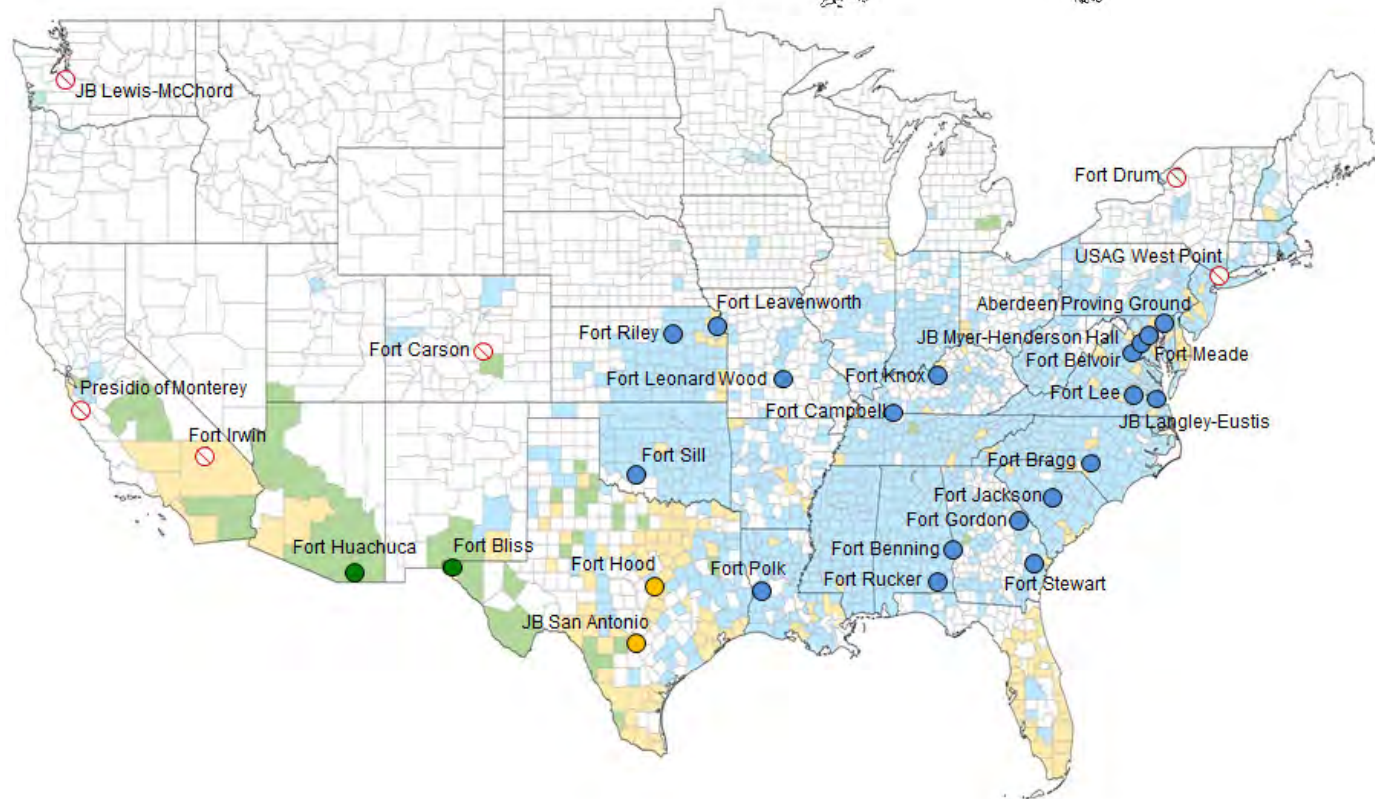 JB Lewis-McChord
Fort Drum
USAG West Point
Fort Leavenworth
Aberdeen Proving Ground
Fort Riley
JB Myer-Henderson Hall
Fort Carson
Fort Belvoir
Fort Meade
Presidio of Monterey
Fort Leonard Wood
Fort Knox
Fort Lee
Fort Campbell
JB Langley-Eustis
Fort Irwin
Fort Sill
Fort Bragg
Fort Jackson
Fort Gordon
Fort Huachuca
Fort Bliss
Fort Hood
Fort Polk
Fort Benning
Fort Rucker
Fort Stewart
JB San Antonio